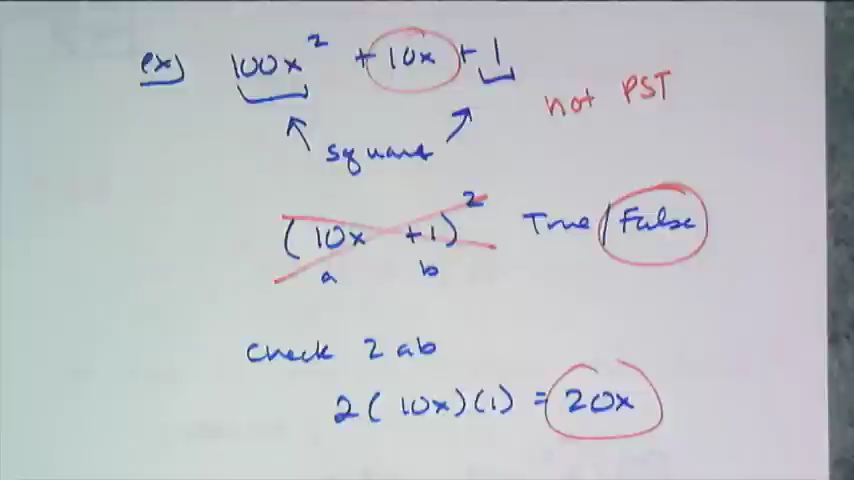 ex) 100x² + 10x + 1
not PST
square
(10x + 1)² True / False
a b
Check 2ab
2(10x)(1) = 20x